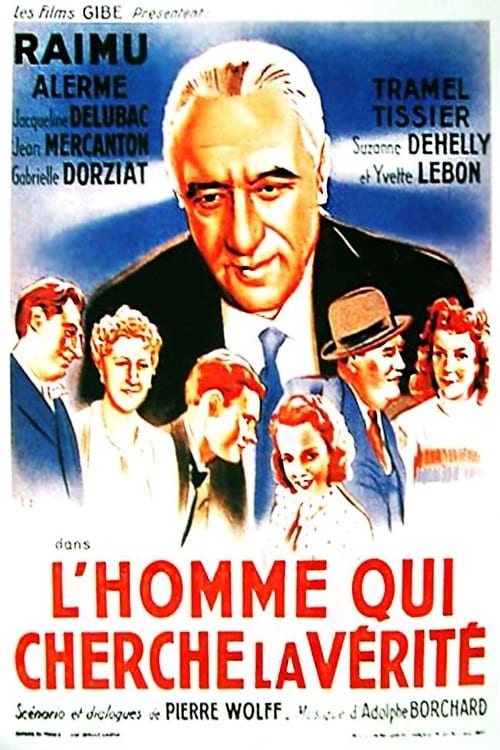 Les films GIBE Présentent:
RAIMU
ALERME
Jacqueline DELUBAC
Jean MERCANTON
Gabrielle DORZIAT
TRAMEL
TISSIER
Suzanne DEHELLY
et Yvette LEBON
dans
L'HOMME QUI
CHERCHE LA VÉRITÉ
Scénario et dialogues de PIERRE WOLFF. Musique d'Adolphe BORCHARD